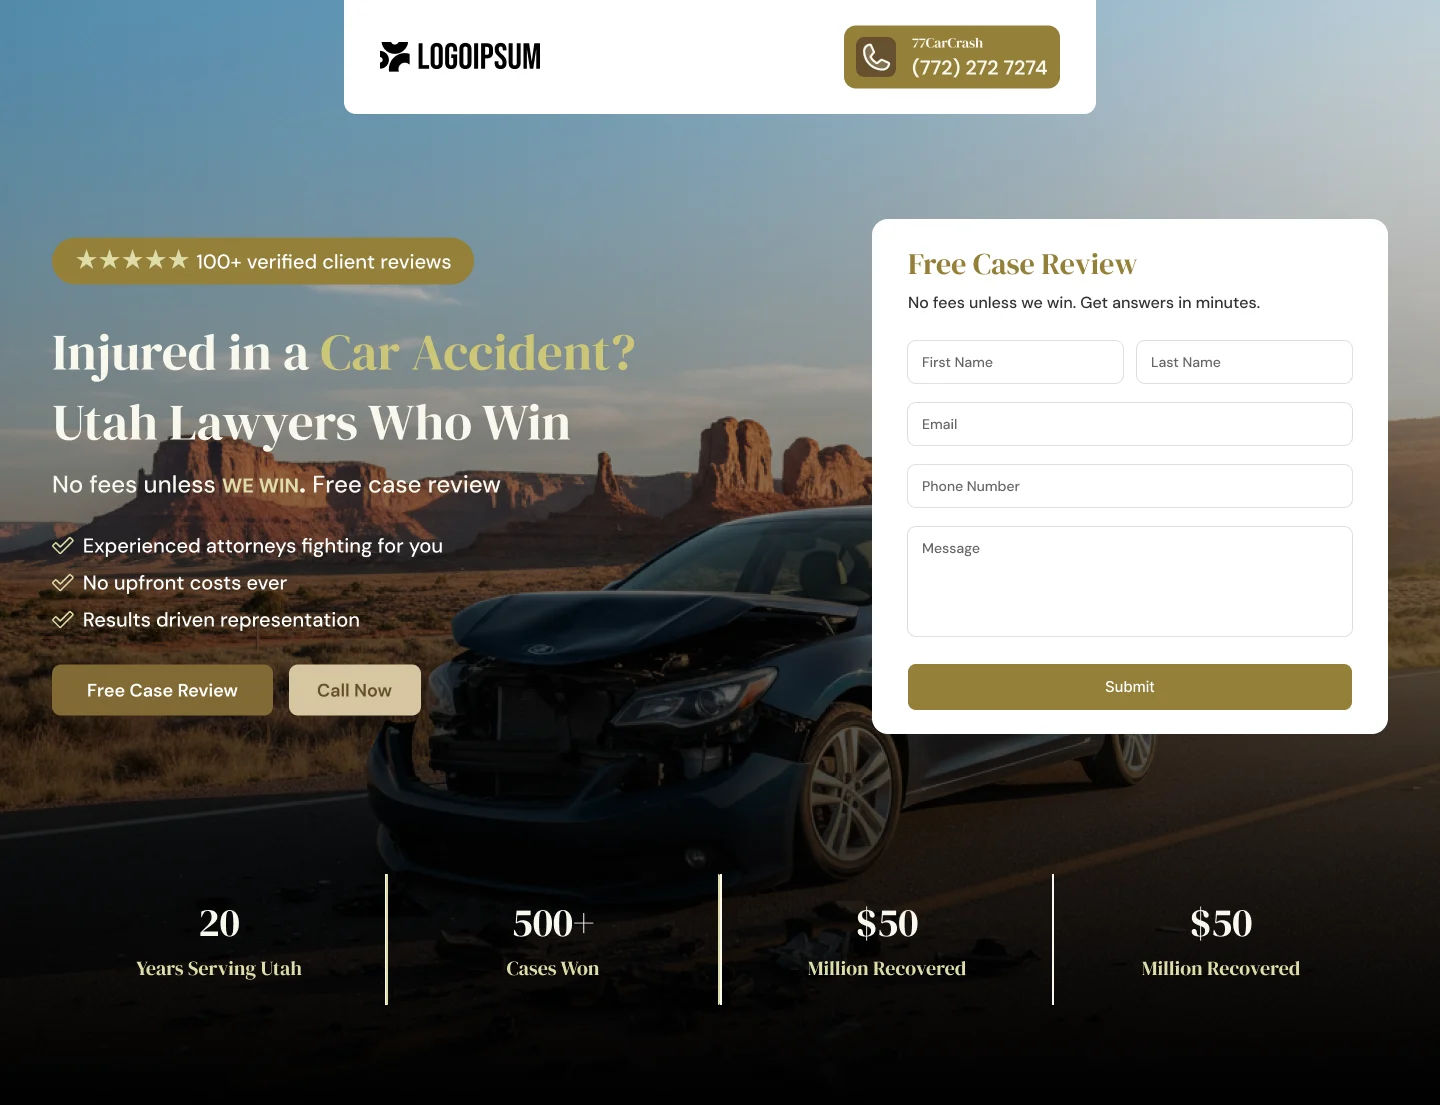 LOGOIPSUM
77CarCrash
(772) 272 7274
★★★★★ 100+ verified client reviews
Injured in a Car Accident?
Utah Lawyers Who Win
No fees unless WE WIN. Free case review
Experienced attorneys fighting for you
No upfront costs ever
Results driven representation
Free Case Review
Call Now
Free Case Review
No fees unless we win. Get answers in minutes.
First Name
Last Name
Email
Phone Number
Message
Submit
20
Years Serving Utah
500+
Cases Won
$50
Million Recovered
$50
Million Recovered